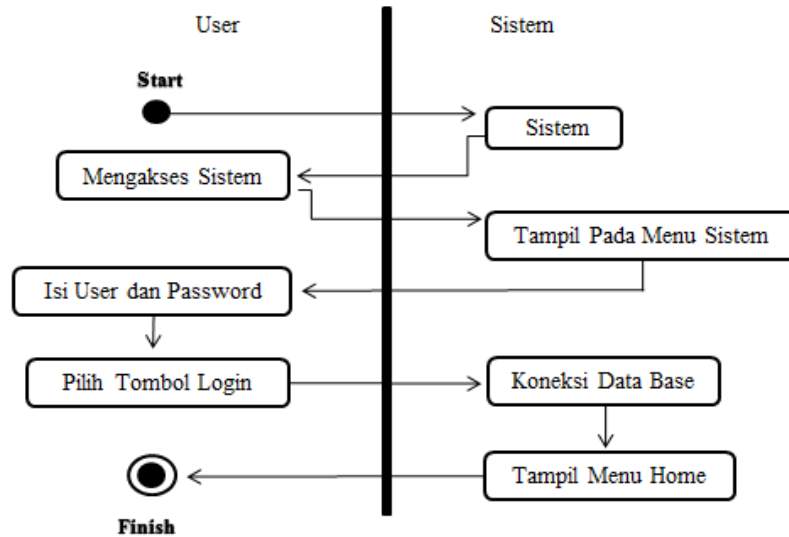 User
Sistem
Start
Sistem
Mengakses Sistem
Tampil Pada Menu Sistem
Isi User dan Password
Pilih Tombol Login
Koneksi Data Base
Tampil Menu Home
Finish